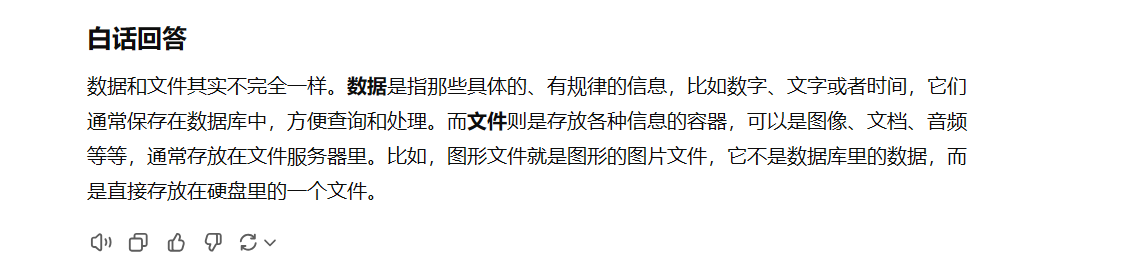 白话回答
数据和文件其实不完全一样。数据是指那些具体的、有规律的信息，比如数字、文字或者时间，它们
通常保存在数据库中，方便查询和处理。而文件则是存放各种信息的容器，可以是图像、文档、音频
等等，通常存放在文件服务器里。比如，图形文件就是图形的图片文件，它不是数据库里的数据，而
是直接存放在硬盘里的一个文件。